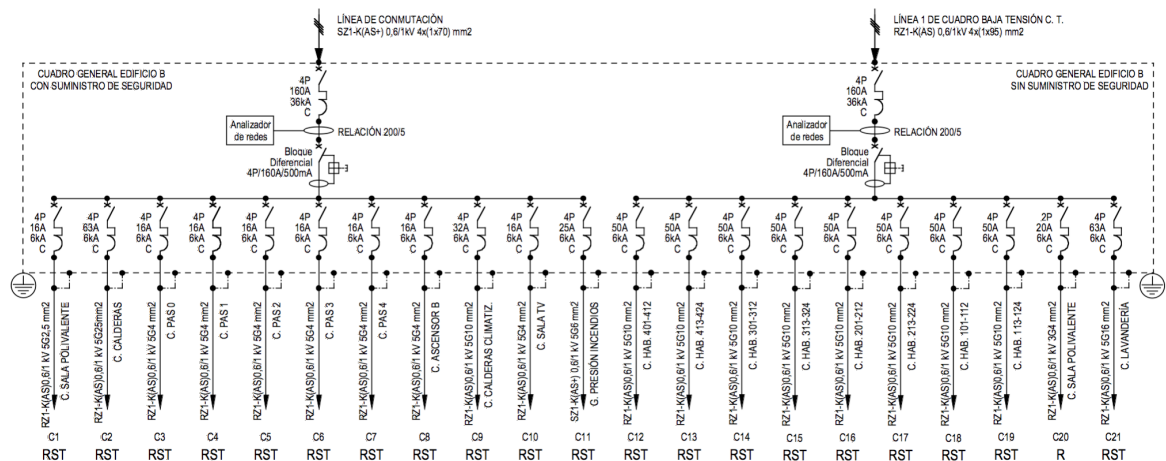 LÍNEA DE CONMUTACIÓN
SZ1-K(AS+) 0,6/1kV 4x(1x70) mm2
LÍNEA 1 DE CUADRO BAJA TENSIÓN C. T.
RZ1-K(AS) 0,6/1kV 4x(1x95) mm2
CUADRO GENERAL EDIFICIO B
CON SUMINISTRO DE SEGURIDAD
4P
160A
36kA
C
Analizador
de redes
RELACIÓN 200/5
Bloque
Diferencial
4P/160A/500mA
CUADRO GENERAL EDIFICIO B
SIN SUMINISTRO DE SEGURIDAD
4P
160A
36kA
C
Analizador
de redes
RELACIÓN 200/5
Bloque
Diferencial
4P/160A/500mA
4P
16A
6kA
C
RZ1-K(AS)0,6/1 kV 5G2,5 mm2
C. SALA POLIVALENTE
C1
RST
4P
63A
6kA
C
RZ1-K(AS)0,6/1 kV 5G25mm2
C. CALDERAS
C2
RST
4P
16A
6kA
C
RZ1-K(AS)0,6/1 kV 5G4 mm2
C. PAS 0
C3
RST
4P
16A
6kA
C
RZ1-K(AS)0,6/1 kV 5G4 mm2
C. PAS 1
C4
RST
4P
16A
6kA
C
RZ1-K(AS)0,6/1 kV 5G4 mm2
C. PAS 2
C5
RST
4P
16A
6kA
C
RZ1-K(AS)0,6/1 kV 5G4 mm2
C. PAS 3
C6
RST
4P
16A
6kA
C
RZ1-K(AS)0,6/1 kV 5G4 mm2
C. PAS 4
C7
RST
4P
16A
6kA
C
RZ1-K(AS)0,6/1 kV 5G4 mm2
C. ASCENSOR B
C8
RST
4P
32A
6kA
C
RZ1-K(AS)0,6/1 kV 5G10 mm2
C. CALDERAS CLIMATIZ.
C9
RST
4P
16A
6kA
C
RZ1-K(AS)0,6/1 kV 5G4 mm2
C. SALA TV
C10
RST
4P
25A
6kA
C
SZ1-K(AS+) 0,6/1 kV 5G6 mm2
G. PRESIÓN INCENDIOS
C11
RST
4P
50A
6kA
C
RZ1-K(AS)0,6/1 kV 5G10 mm2
C. HAB. 401-412
C12
RST
4P
50A
6kA
C
RZ1-K(AS)0,6/1 kV 5G10 mm2
C. HAB. 413-424
C13
RST
4P
50A
6kA
C
RZ1-K(AS)0,6/1 kV 5G10 mm2
C. HAB. 301-312
C14
RST
4P
50A
6kA
C
RZ1-K(AS)0,6/1 kV 5G10 mm2
C. HAB. 313-324
C15
RST
4P
50A
6kA
C
RZ1-K(AS)0,6/1 kV 5G10 mm2
C. HAB. 201-212
C16
RST
4P
50A
6kA
C
RZ1-K(AS)0,6/1 kV 5G10 mm2
C. HAB. 213-224
C17
RST
4P
50A
6kA
C
RZ1-K(AS)0,6/1 kV 5G10 mm2
C. HAB. 101-112
C18
RST
4P
50A
6kA
C
RZ1-K(AS)0,6/1 kV 5G10 mm2
C. HAB. 113-124
C19
RST
2P
20A
6kA
C
RZ1-K(AS)0,6/1 kV 3G4 mm2
C. SALA POLIVALENTE
C20
R
4P
63A
6kA
C
RZ1-K(AS)0,6/1 kV 5G16 mm2
C. LAVANDERÍA
C21
RST